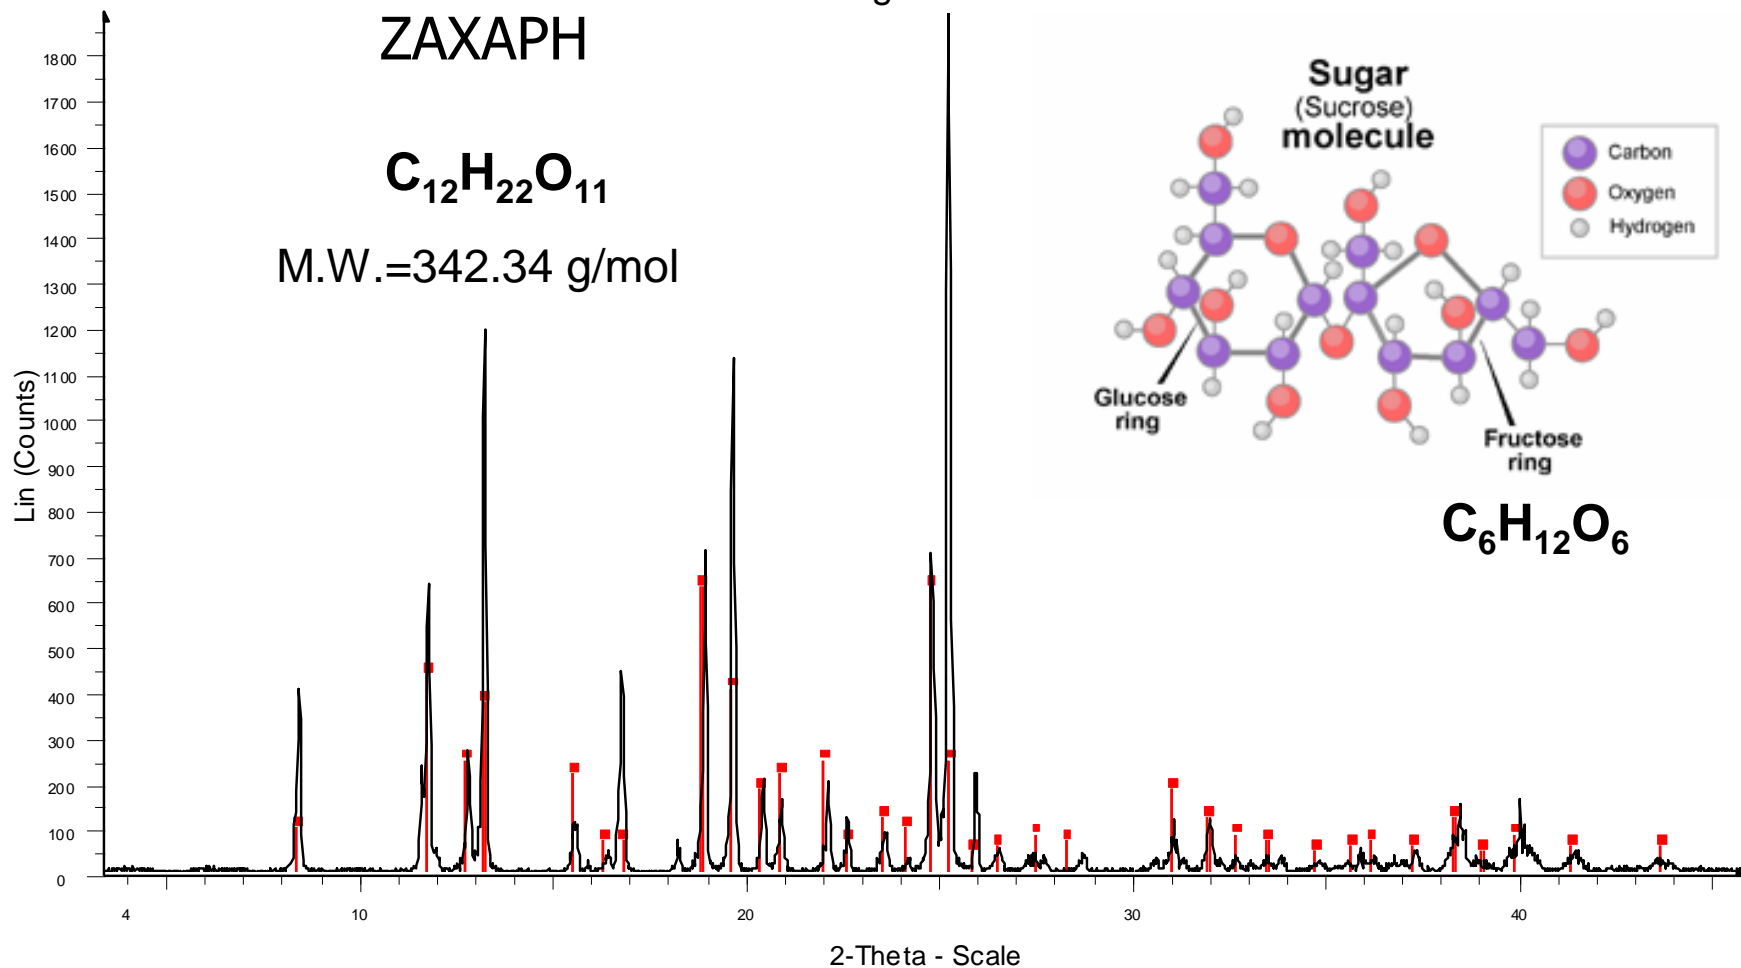 g
ZAXAPH
C₁₂H₂₂O₁₁
M.W.=342.34 g/mol
Sugar
(Sucrose)
molecule
Carbon
Oxygen
Hydrogen
Glucose
ring
Fructose
ring
C₆H₁₂O₆
Lin (Counts)
1800
1700
1600
1500
1400
1300
1200
1100
1000
900
800
700
600
500
400
300
200
100
0
4 10 20 30 40
2-Theta - Scale